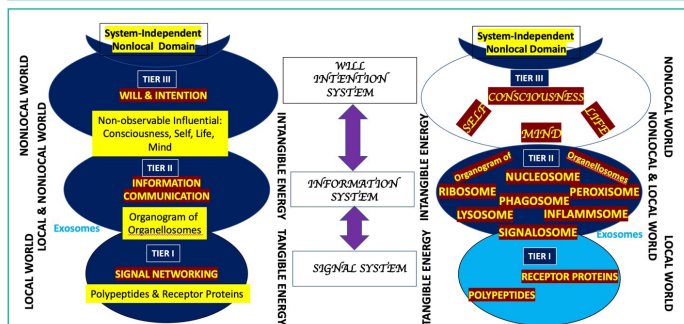 System-Independent
Nonlocal Domain
TIER III
WILL & INTENTION
Non-observable Influential:
Consciousness, Self, Life,
Mind
TIER II
INFORMATION
COMMUNICATION
Organogram of
Organellosomes
Exosomes
TIER I
SIGNAL NETWORKING
Polypeptides & Receptor Proteins
NONLOCAL WORLD
LOCAL & NONLOCAL WORLD
LOCAL WORLD
INTANGIBLE ENERGY
TANGIBLE ENERGY
WILL
INTENTION
SYSTEM
INFORMATION
SYSTEM
SIGNAL SYSTEM
INTANGIBLE ENERGY
TANGIBLE ENERGY
System-Independent
Nonlocal Domain
TIER III
CONSCIOUSNESS
SELF
LIFE
MIND
TIER II
Organogram of
Organellosomes
NUCLEOSOME
RIBOSOME
PEROXISOME
PHAGOSOME
LYSOSOME
INFLAMMSOME
SIGNALOSOME
Exosomes
TIER I
RECEPTOR PROTEINS
POLYPEPTIDES
NONLOCAL WORLD
NONLOCAL & LOCAL WORLD
LOCAL WORLD